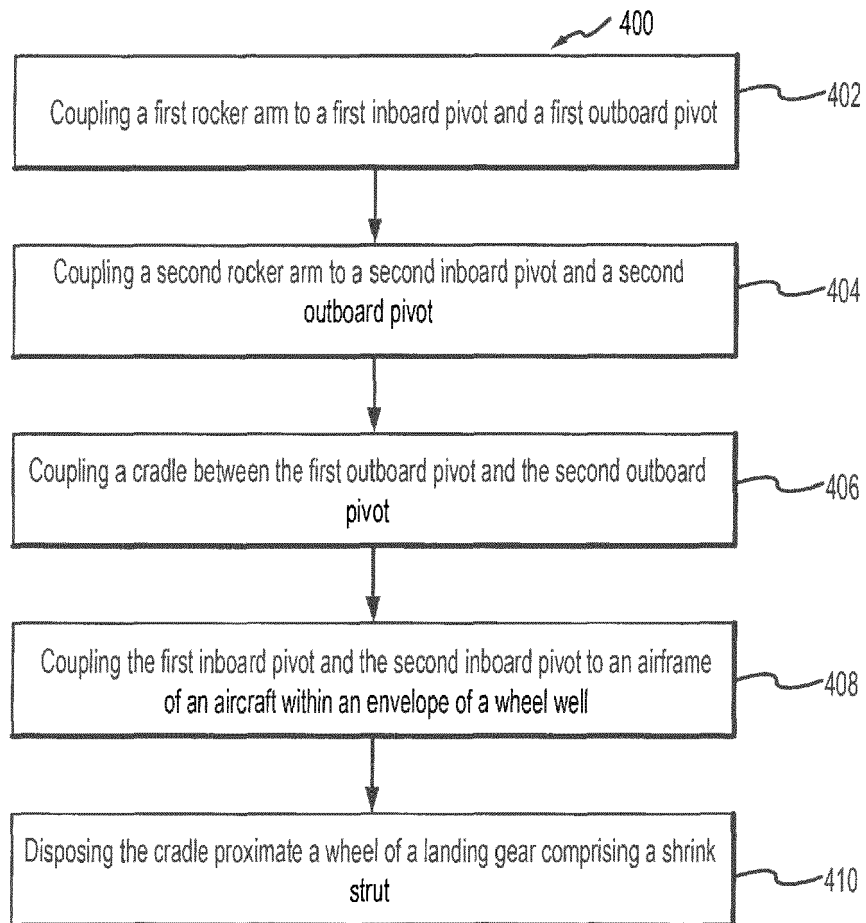 400
Coupling a first rocker arm to a first inboard pivot and a first outboard pivot
402
Coupling a second rocker arm to a second inboard pivot and a second
outboard pivot
404
Coupling a cradle between the first outboard pivot and the second outboard
pivot
406
Coupling the first inboard pivot and the second inboard pivot to an airframe
of an aircraft within an envelope of a wheel well
408
Disposing the cradle proximate a wheel of a landing gear comprising a shrink
strut
410